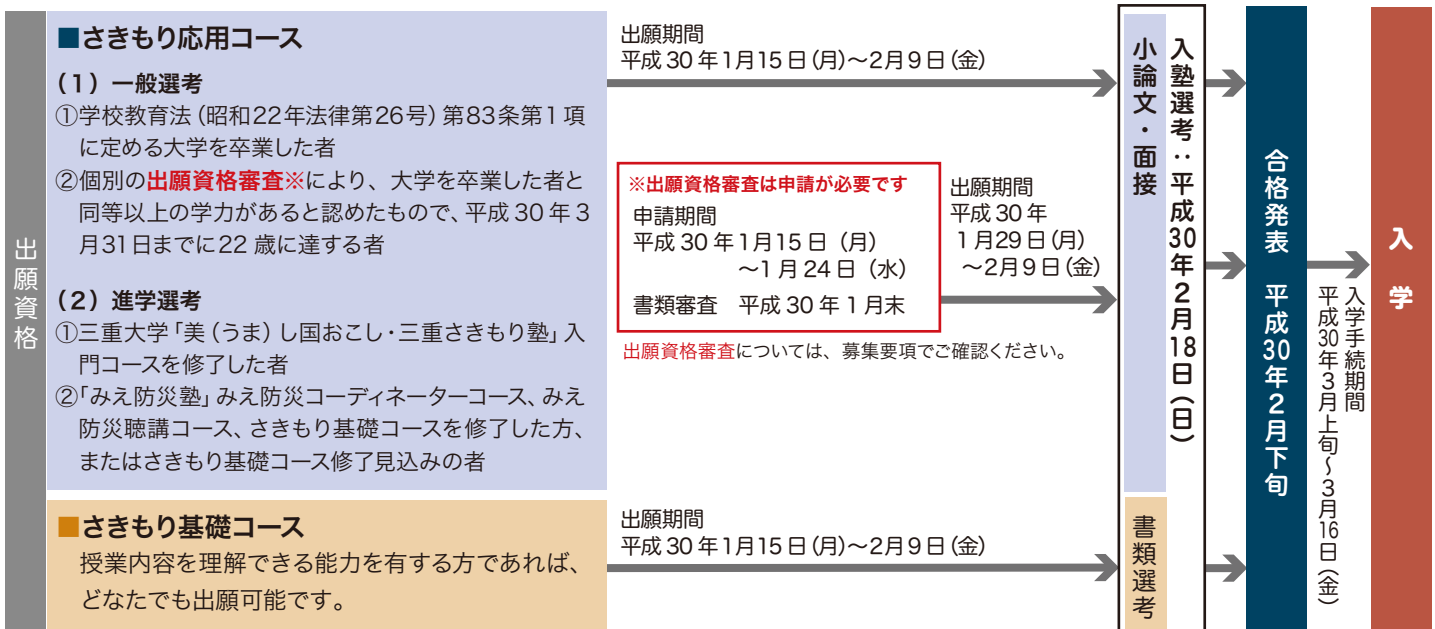 出願資格
■さきもり応用コース
(1)一般選考
①学校教育法(昭和22年法律第26号)第83条第1項
に定める大学を卒業した者
②個別の出願資格審査※により、大学を卒業した者と
同等以上の学力があると認めたもので、平成30年3
月31日までに22歳に達する者
(2)進学選考
①三重大学「美(うま)し国おこし・三重さきもり塾」入
門コースを修了した者
②「みえ防災塾」みえ防災コーディネーターコース、みえ
防災聴講コース、さきもり基礎コースを修了した方、
またはさきもり基礎コース修了見込みの者
■さきもり基礎コース
授業内容を理解できる能力を有する方であれば、
どなたでも出願可能です。
出願期間
平成30年1月15日(月)~2月9日(金)
※出願資格審査は申請が必要です
申請期間
平成30年1月15日(月)
~1月24日(水)
書類審査 平成30年1月末
出願期間
平成30年
1月29日(月)
~2月9日(金)
出願資格審査については、募集要項でご確認ください。
出願期間
平成30年1月15日(月)~2月9日(金)
入塾選考:平成30年2月18日(日)
小論文・面接
書類選考
合格発表 平成30年2月下旬
入学手続期間
平成30年3月上旬~3月16日(金)
入学